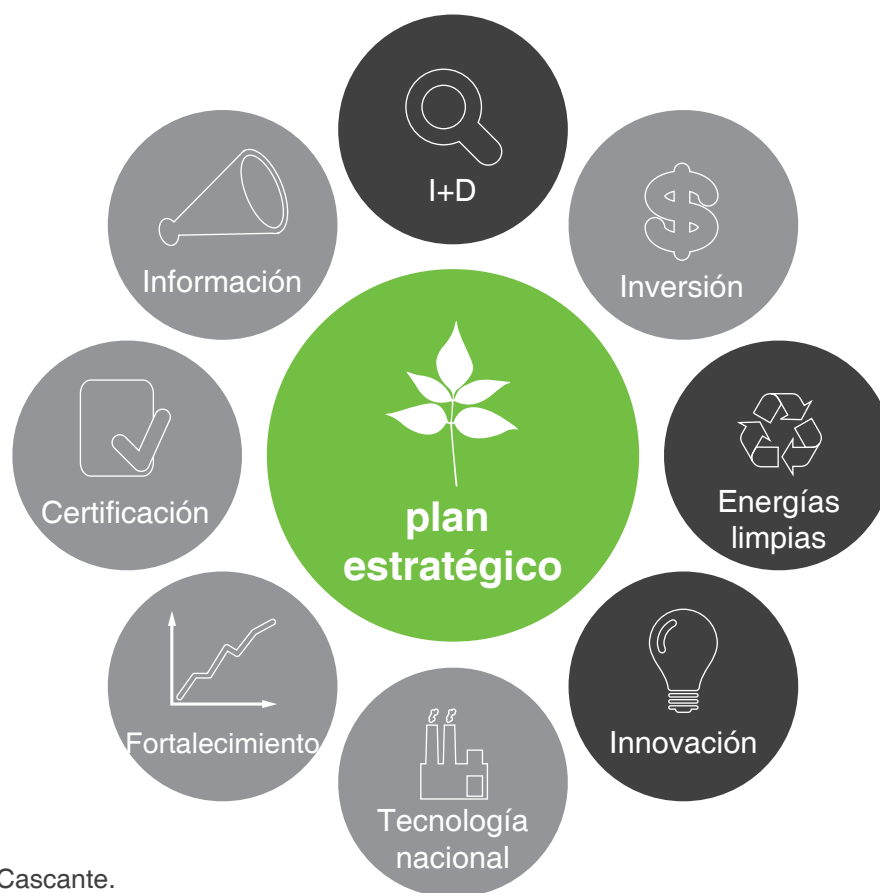 I+D
Información
Inversión
Certificación
plan
estratégico
Energías
limpias
Fortalecimiento
Innovación
Tecnología
nacional
Cascante.